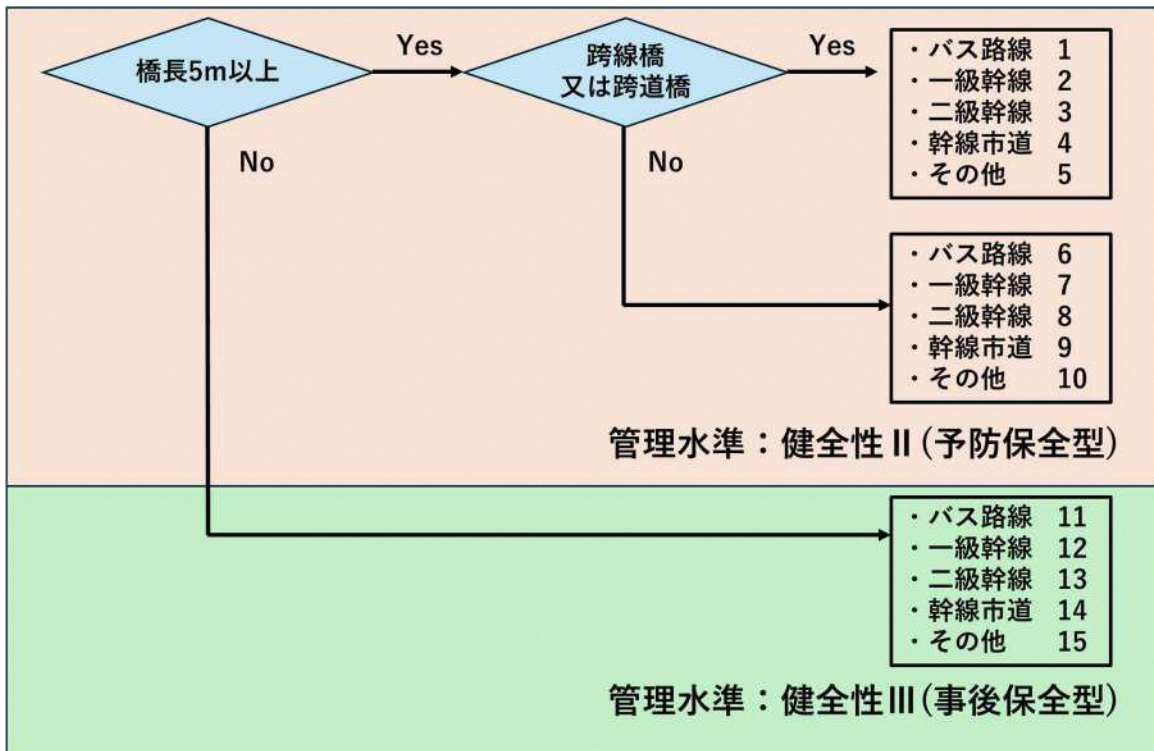 橋長5m以上
Yes
跨線橋
又は跨道橋
Yes
・バス路線 1
・一級幹線 2
・二級幹線 3
・幹線市道 4
・その他 5
No
No
・バス路線 6
・一級幹線 7
・二級幹線 8
・幹線市道 9
・その他 10
管理水準：健全性Ⅱ(予防保全型)
・バス路線 11
・一級幹線 12
・二級幹線 13
・幹線市道 14
・その他 15
管理水準：健全性Ⅲ(事後保全型)